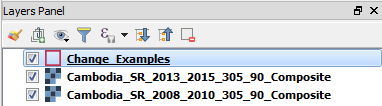 Layers Panel
Change_Examples
Cambodia_SR_2013_2015_305_90_Composite
Cambodia_SR_2008_2010_305_90_Composite